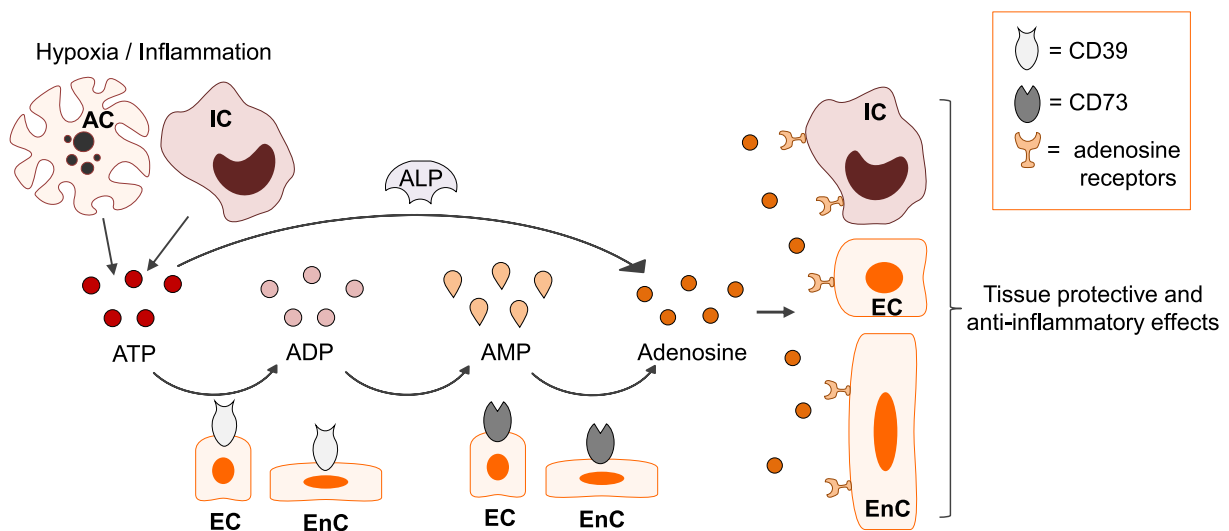 Hypoxia / Inflammation
AC
IC
ALP
ATP
ADP
AMP
Adenosine
EC
EnC
EC
EnC
IC
EC
EnC
Tissue protective and
anti-inflammatory effects
= CD39
= CD73
= adenosine
receptors